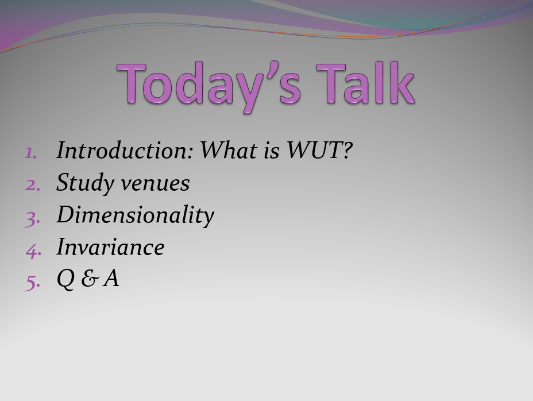 Today's Talk
1. Introduction: What is WUT?
2. Study venues
3. Dimensionality
4. Invariance
5. Q & A